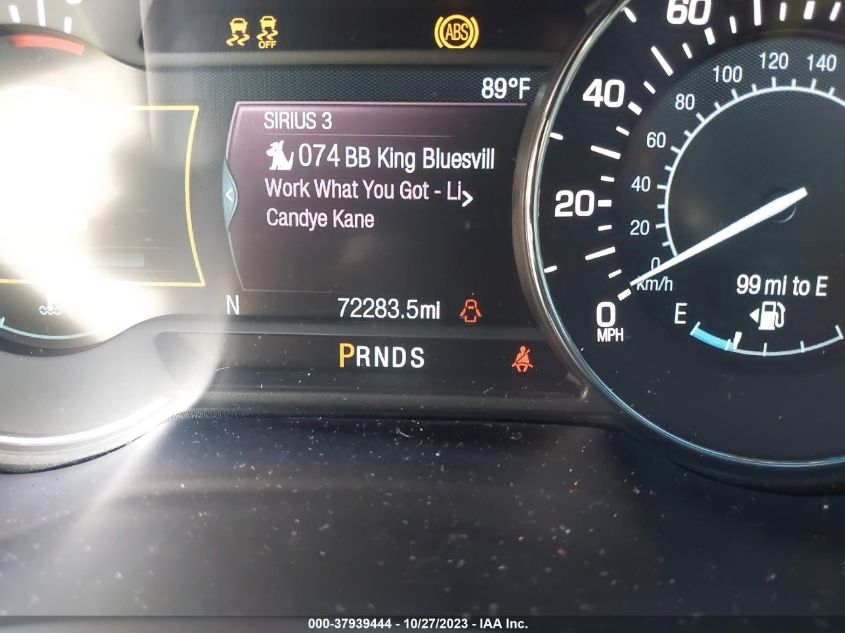 OFF
ABS
89°F
SIRIUS 3
074 BB King Bluesvill
Work What You Got - Li
Candye Kane
N
72283.5mi
PRNDS
60
40
20
0
MPH
140
120
100
80
60
40
20
0
km/h
99 mi to E
E
000-37939444 - 10/27/2023 - IAA Inc.